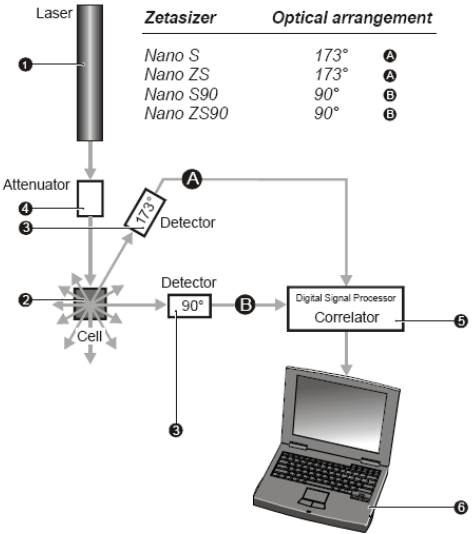 Laser
Zetasizer Optical arrangement
Nano S 173° A
Nano ZS 173° A
Nano S90 90° B
Nano ZS90 90° B
1
Attenuator
4
A
173°
3
Detector
2
Cell
Detector
90°
B
3
Digital Signal Processor
Correlator
5
6